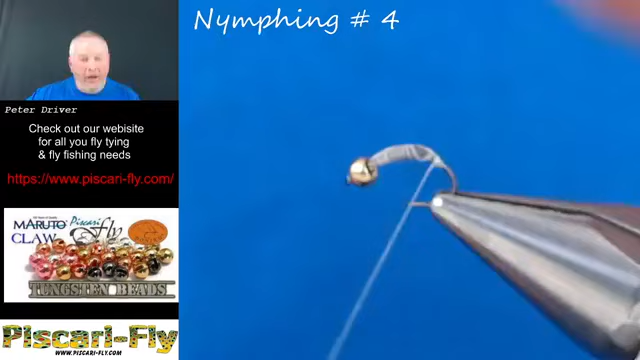 Nymphing # 4
Peter Driver
Check out our webisite
for all you fly tying
& fly fishing needs
https://www.piscari-fly.com/
MARUTO
CLAW
Piscari
Fly
TUNGSTEN BEADS
Piscari-Fly
WWW.PISCARI-FLY.COM